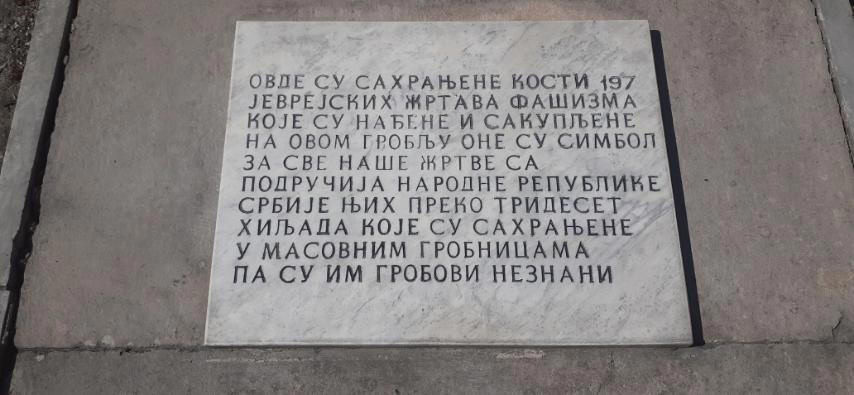 ОВДЕ СУ САХРАЊЕНЕ КОСТИ 197
ЈЕВРЕЈСКИХ ЖРТАВА ФАШИЗМА
КОЈЕ СУ НАЂЕНЕ И САКУПЉЕНЕ
НА ОВОМ ГРОБЉУ ОНЕ СУ СИМБОЛ
ЗА СВЕ НАШЕ ЖРТВЕ СА
ПОДРУЧИЈА НАРОДНЕ РЕПУБЛИКЕ
СРБИЈЕ ЊИХ ПРЕКО ТРИДЕСЕТ
ХИЉАДА КОЈЕ СУ САХРАЊЕНЕ
У МАСОВНИМ ГРОБНИЦАМА
ПА СУ ИМ ГРОБОВИ НЕЗНАНИ